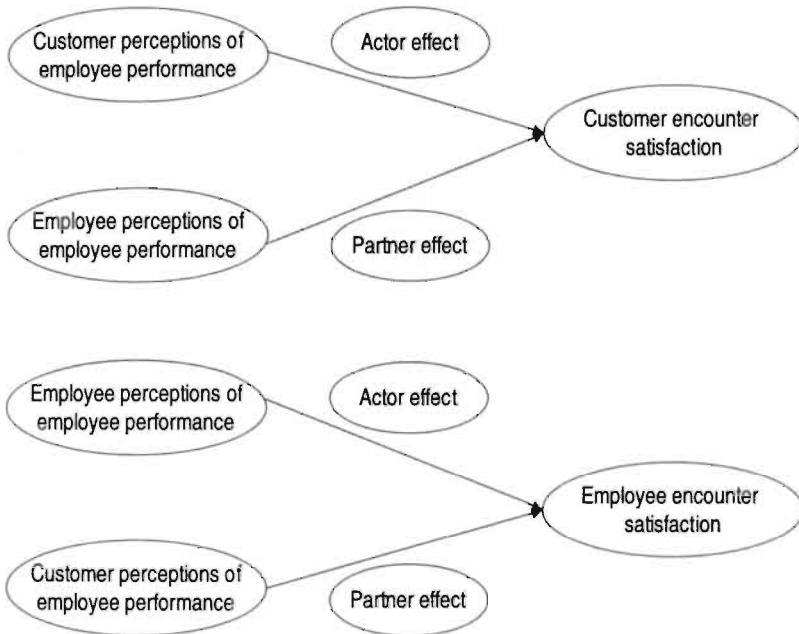 Customer perceptions of
employee performance
Actor effect
Customer encounter
satisfaction
Employee perceptions of
employee performance
Partner effect
Employee perceptions of
employee performance
Actor effect
Employee encounter
satisfaction
Customer perceptions of
employee performance
Partner effect